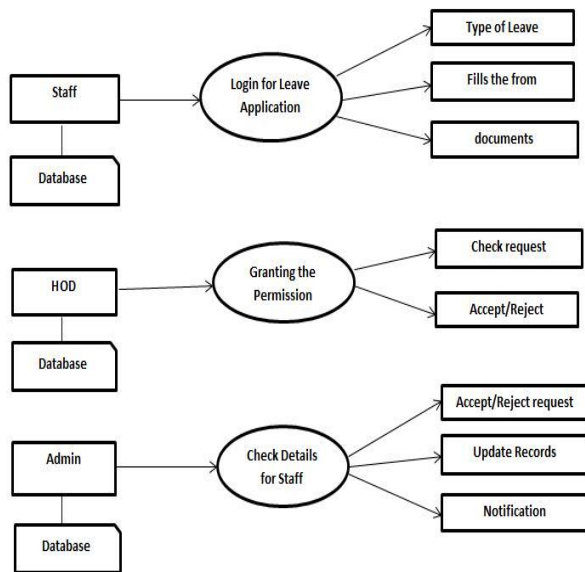 Type of Leave
Staff
Login for Leave
Application
Fills the from
documents
Database
Check request
HOD
Granting the
Permission
Accept/Reject
Database
Accept/Reject request
Admin
Check Details
for Staff
Update Records
Notification
Database